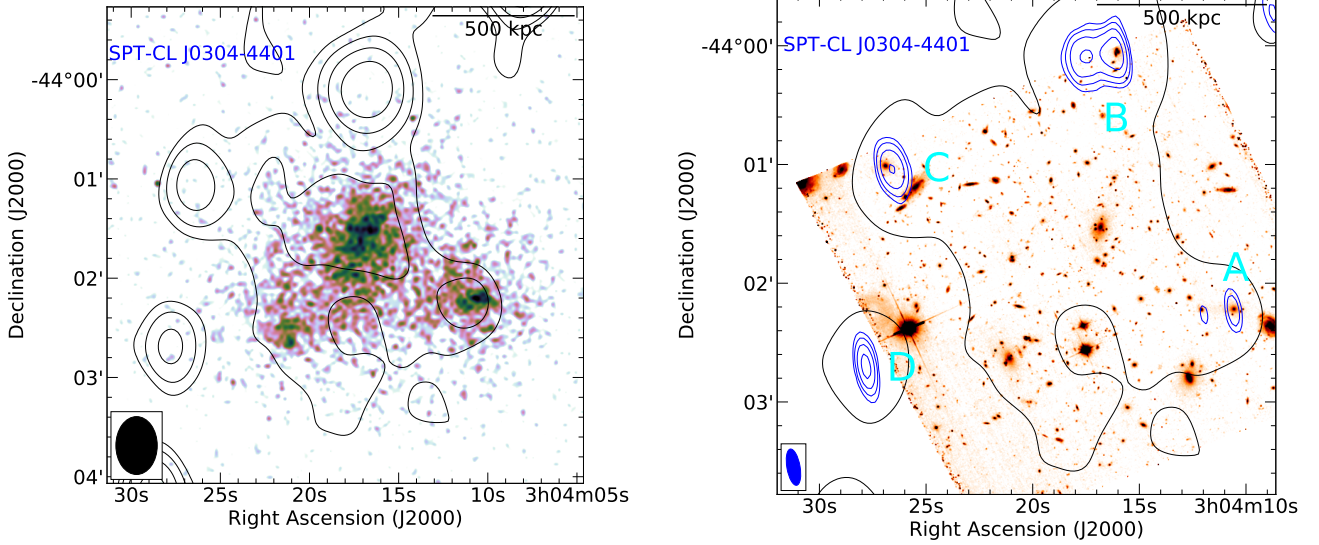 SPT-CL J0304-4401
500 kpc
-44°00'
01'
02'
03'
04'
Declination (J2000)
30s
25s
20s
15s
10s
3h04m05s
Right Ascension (J2000)
SPT-CL J0304-4401
500 kpc
-44°00'
01'
02'
03'
Declination (J2000)
B
C
A
D
30s
25s
20s
15s
3h04m10s
Right Ascension (J2000)